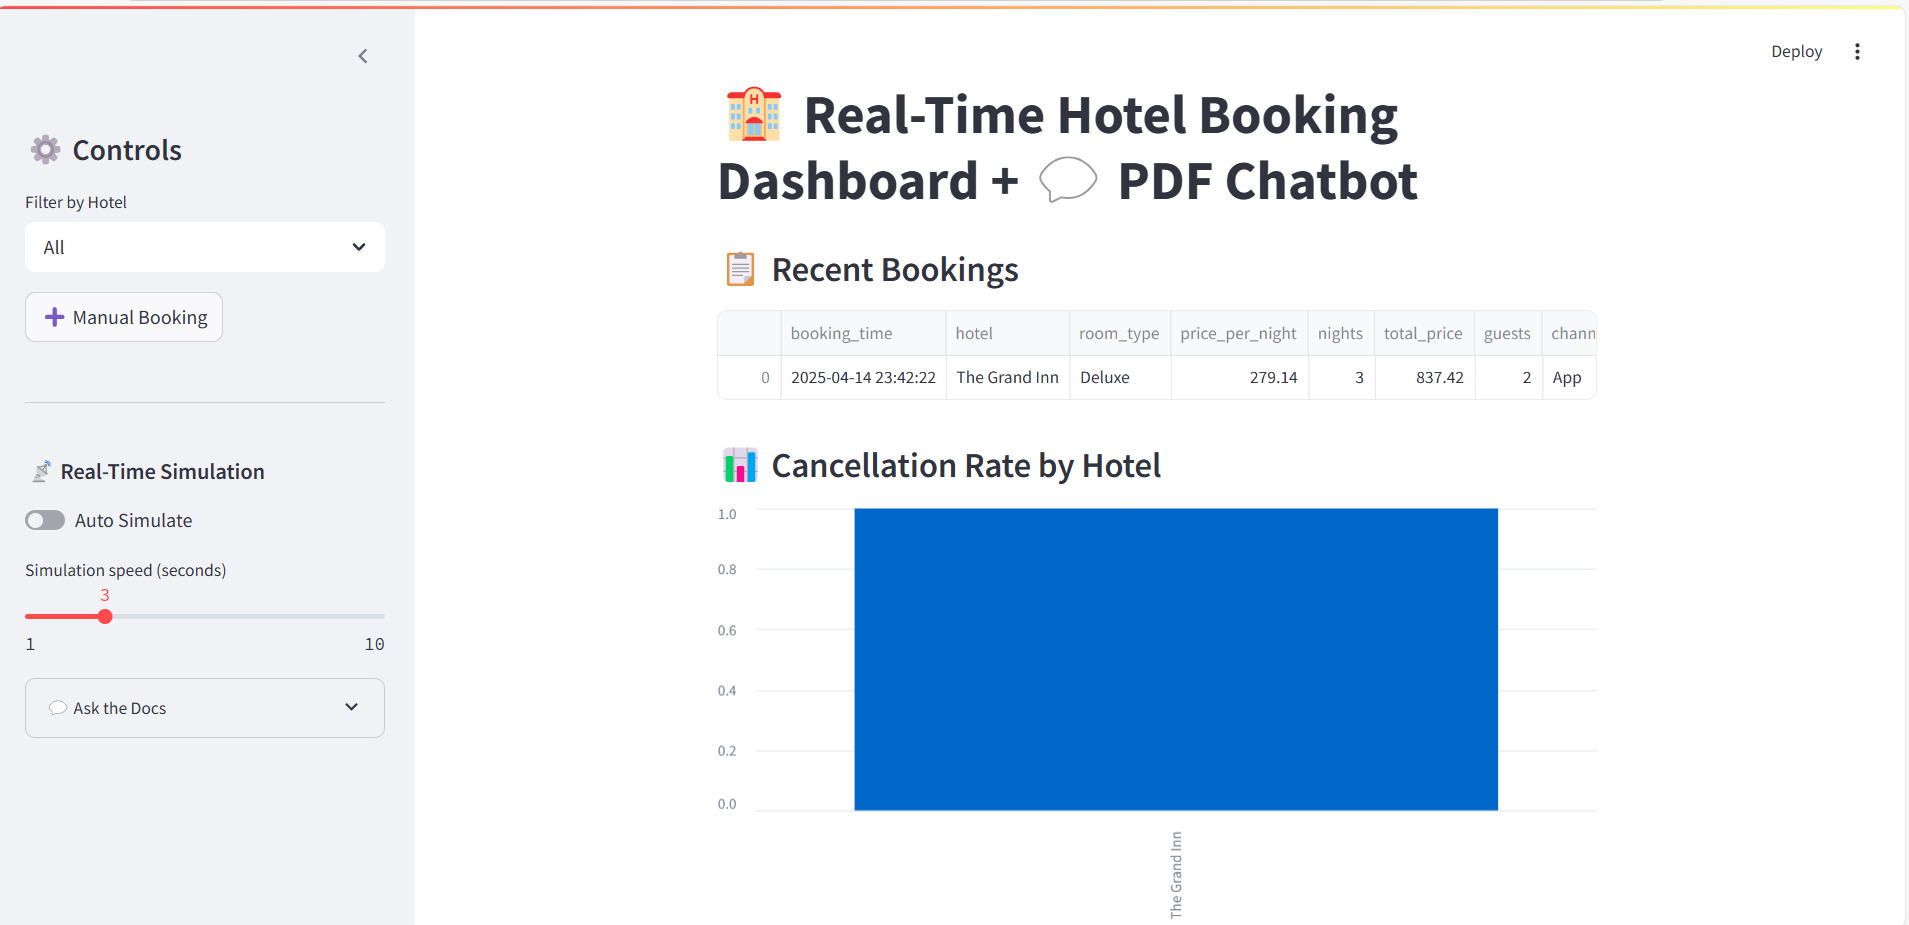 Deploy
Controls
Filter by Hotel
All
Manual Booking
Real-Time Simulation
Auto Simulate
Simulation speed (seconds)
3
1 10
Ask the Docs
Real-Time Hotel Booking
Dashboard + PDF Chatbot
Recent Bookings
booking_time hotel room_type price_per_night nights total_price guests chann
0 2025-04-14 23:42:22 The Grand Inn Deluxe 279.14 3 837.42 2 App
Cancellation Rate by Hotel
1.0
0.8
0.6
0.4
0.2
0.0
The Grand Inn